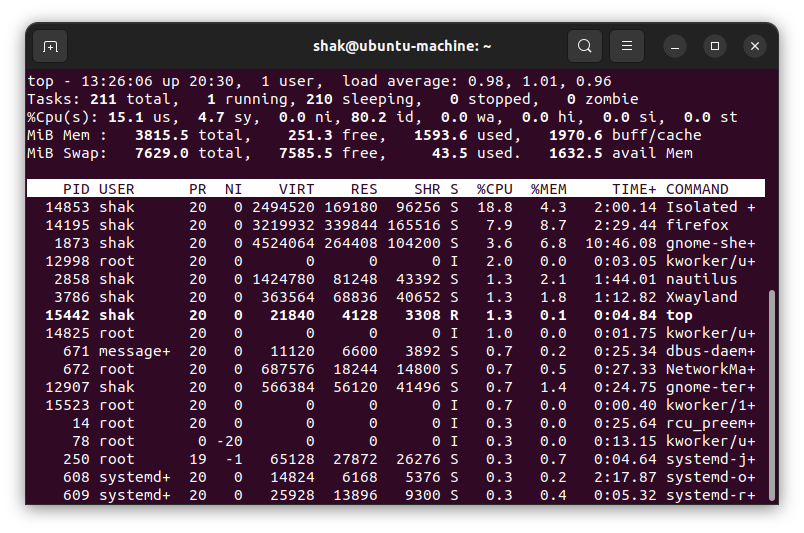 shak@ubuntu-machine: ~
top - 13:26:06 up 20:30,  1 user,  load average: 0.98, 1.01, 0.96
Tasks: 211 total,   1 running, 210 sleeping,   0 stopped,   0 zombie
%Cpu(s): 15.1 us,  4.7 sy,  0.0 ni, 80.2 id,  0.0 wa,  0.0 hi,  0.0 si,  0.0 st
MiB Mem :   3815.5 total,    251.3 free,   1593.6 used,   1970.6 buff/cache
MiB Swap:   7629.0 total,   7585.5 free,     43.5 used.   1632.5 avail Mem
    PID USER      PR  NI    VIRT    RES    SHR S  %CPU  %MEM     TIME+ COMMAND
  14853 shak      20   0 2494520 169180  96256 S  18.8   4.3   2:00.14 Isolated +
  14195 shak      20   0 3219932 339844 165516 S   7.9   8.7   2:29.44 firefox
   1873 shak      20   0 4524064 264408 104200 S   3.6   6.8  10:46.08 gnome-she+
  12998 root      20   0       0      0      0 I   2.0   0.0   0:03.05 kworker/u+
   2858 shak      20   0 1424780  81248  43392 S   1.3   2.1   1:44.01 nautilus
   3786 shak      20   0  363564  68836  40652 S   1.3   1.8   1:12.82 Xwayland
  15442 shak      20   0   21840   4128   3308 R   1.3   0.1   0:04.84 top
  14825 root      20   0       0      0      0 I   1.0   0.0   0:01.75 kworker/u+
    671 message+  20   0   11120   6600   3892 S   0.7   0.2   0:25.34 dbus-daem+
    672 root      20   0  687576  18244  14800 S   0.7   0.5   0:27.33 NetworkMa+
  12907 shak      20   0  566384  56120  41496 S   0.7   1.4   0:24.75 gnome-ter+
  15523 root      20   0       0      0      0 I   0.7   0.0   0:00.40 kworker/1+
     14 root      20   0       0      0      0 I   0.3   0.0   0:25.64 rcu_preem+
     78 root       0 -20       0      0      0 I   0.3   0.0   0:13.15 kworker/u+
    250 root      19  -1   65128  27872  26276 S   0.3   0.7   0:04.64 systemd-j+
    608 systemd+  20   0   14824   6168   5376 S   0.3   0.2   2:17.87 systemd-o+
    609 systemd+  20   0   25928  13896   9300 S   0.3   0.4   0:05.32 systemd-r+